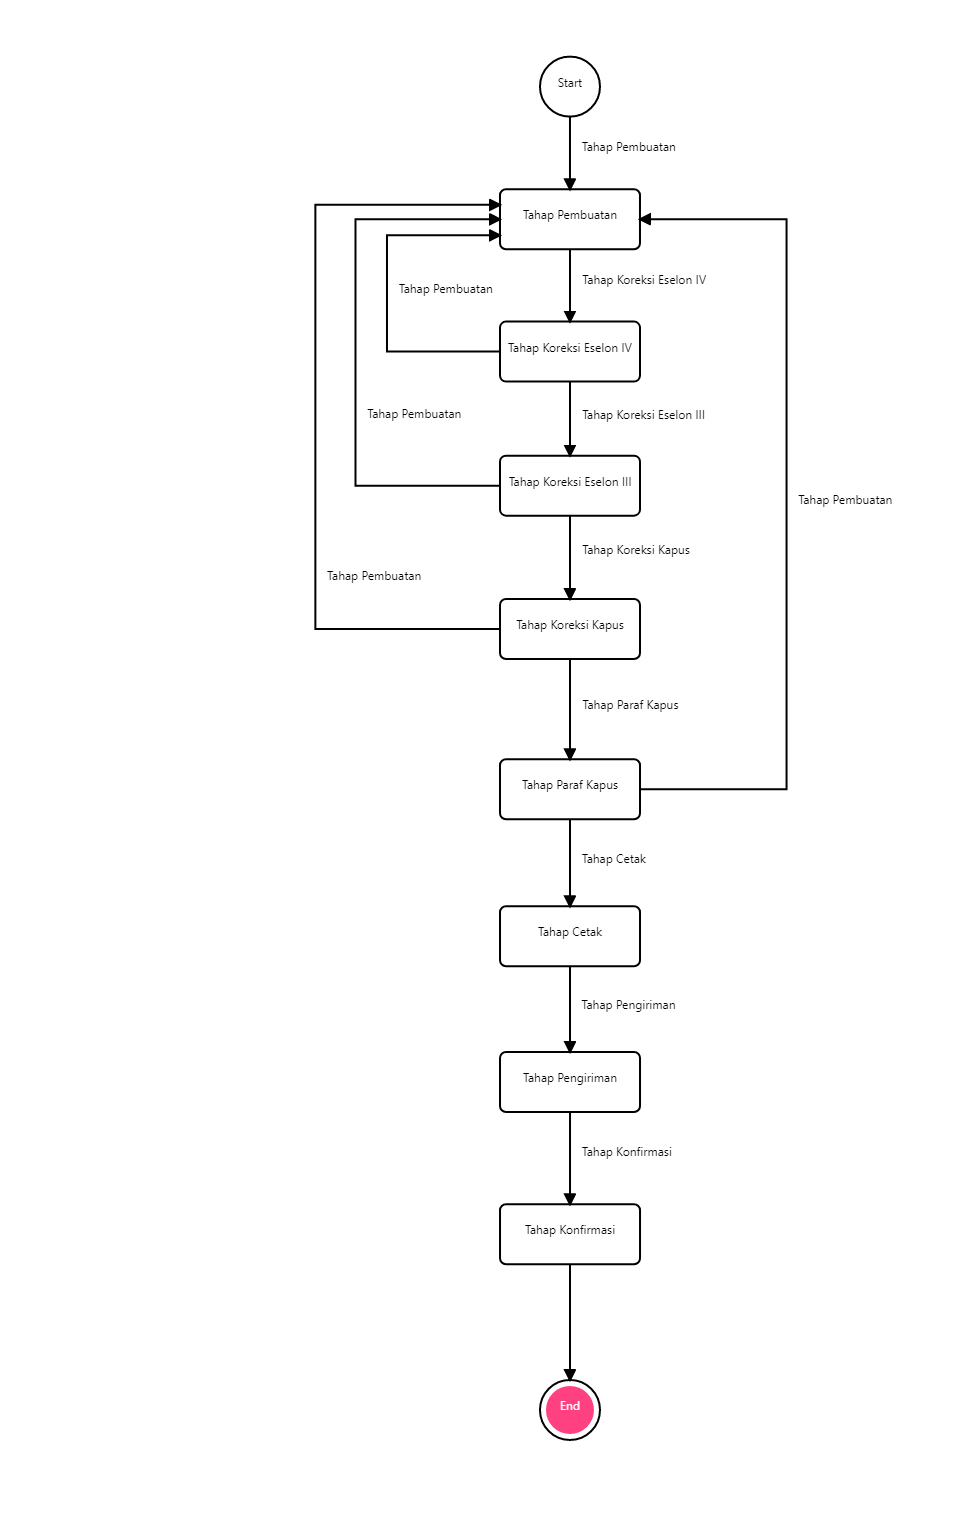 Start
Tahap Pembuatan
Tahap Pembuatan
Tahap Koreksi Eselon IV
Tahap Pembuatan
Tahap Koreksi Eselon IV
Tahap Pembuatan
Tahap Koreksi Eselon III
Tahap Koreksi Eselon III
Tahap Pembuatan
Tahap Koreksi Kapus
Tahap Pembuatan
Tahap Koreksi Kapus
Tahap Paraf Kapus
Tahap Paraf Kapus
Tahap Cetak
Tahap Cetak
Tahap Pengiriman
Tahap Pengiriman
Tahap Konfirmasi
Tahap Konfirmasi
End